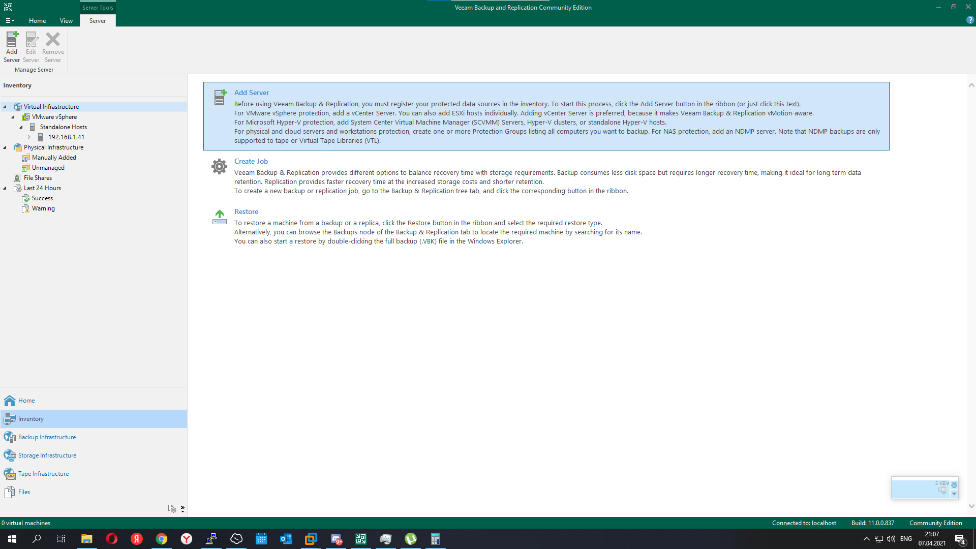 Server Tools
Veeam Backup and Replication Community Edition
Home
View
Server
Add
Server
Edit
Server
Remove
Server
Manage Server
Inventory
Virtual Infrastructure
VMware vSphere
Standalone Hosts
192.168.1.41
Physical Infrastructure
Manually Added
Unmanaged
File Shares
Last 24 Hours
Success
Warning
Add Server
Before using Veeam Backup & Replication, you must register your protected data sources in the inventory. To start this process, click the Add Server button in the ribbon (or just click this text).
For VMware vSphere protection, add a vCenter Server. You can also add ESXi hosts individually. Adding vCenter Server is preferred, because it makes Veeam Backup & Replication vMotion-aware.
For Microsoft Hyper-V protection, add System Center Virtual Machine Manager (SCVMM) Servers, Hyper-V clusters, or standalone Hyper-V hosts.
For physical and cloud servers and workstations protection, create one or more Protection Groups listing all computers you want to backup. For NAS protection, add an NDMP server. Note that NDMP backups are only
supported to tape or Virtual Tape Libraries (VTL).
Create Job
Veeam Backup & Replication provides different options to balance recovery time with storage requirements. Backup consumes less disk space but requires longer recovery time, making it ideal for long term data
retention. Replication provides faster recovery time at the increased storage costs and shorter retention.
To create a new backup or replication job, go to the Backup & Replication tree tab, and click the corresponding button in the ribbon.
Restore
To restore a machine from a backup or a replica, click the Restore button in the ribbon and select the required restore type.
Alternatively, you can browse the Backups node of the Backup & Replication tab to locate the required machine by searching for its name.
You can also start a restore by double-clicking the full backup (.VBK) file in the Windows Explorer.
Home
Inventory
Backup Infrastructure
Storage Infrastructure
Tape Infrastructure
Files
0 virtual machines
Connected to: localhost
Build: 11.0.0.837
Community Edition
ENG
21:07
07.04.2021